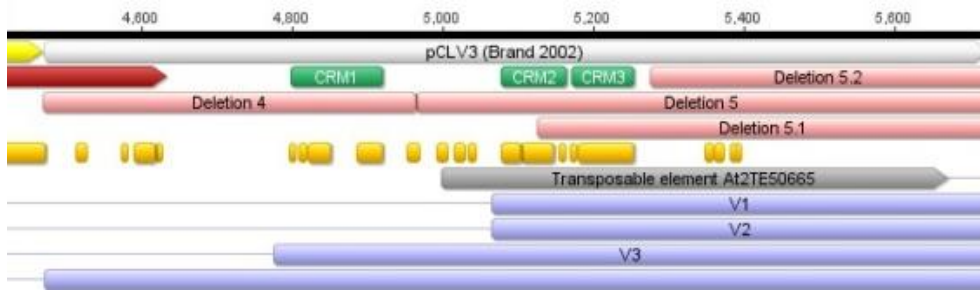 4,600 4,800 5,000 5,200 5,400 5,600
pCLV3 (Brand 2002)
CRM1 CRM2 CRM3 Deletion 5.2
Deletion 4 Deletion 5
Deletion 5.1
Transposable element At2TE50665
V1
V2
V3